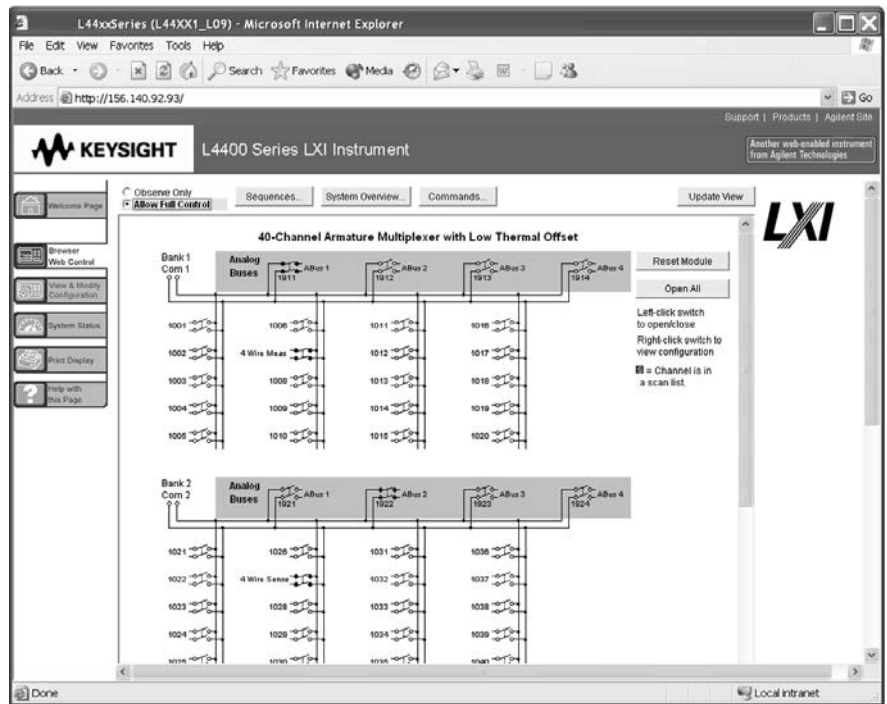 L44xxSeries (L44XX1_L09) - Microsoft Internet Explorer
File Edit View Favorites Tools Help
Back Search Favorites Media
Address http://156.140.92.93/ Go
Support | Products | Agilent Site
KEYSIGHT L4400 Series LXI Instrument
Another web-enabled instrument
from Agilent Technologies
Welcome Page
Browser
Web Control
View & Modify
Configuration
System Status
Print Display
Help with
this Page
Observe Only
Allow Full Control
Sequences... System Overview... Commands... Update View
LXI
40-Channel Armature Multiplexer with Low Thermal Offset
Bank 1
Com 1
Analog
Buses
1911 ABus 1 1912 ABus 2 1913 ABus 3 1914 ABus 4
1001 1006 1011 1016
1002 4 Wire Meas 1012 1017
1003 1008 1013 1018
1004 1009 1014 1019
1005 1010 1015 1020
Reset Module
Open All
Left-click switch
to open/close
Right-click switch to
view configuration
= Channel is in
a scan list.
Bank 2
Com 2
Analog
Buses
1921 ABus 1 1922 ABus 2 1923 ABus 3 1924 ABus 4
1021 1026 1031 1036
1022 4 Wire Sense 1032 1037
1023 1028 1033 1038
1024 1029 1034 1039
1025 1030 1035 1040
Done Local intranet